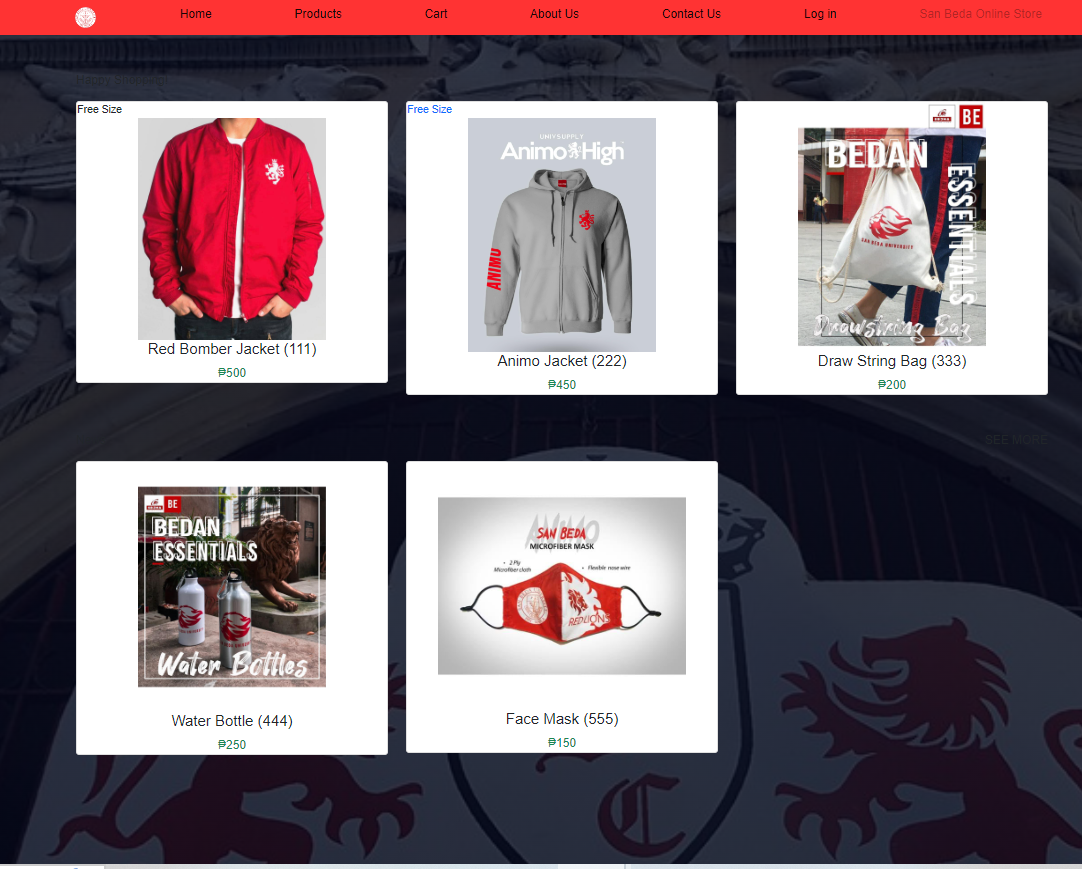 Home Products Cart About Us Contact Us Log in San Beda Online Store
Free Size
Red Bomber Jacket (111)
₱500
Free Size
UNIVSUPPLY
Animo High
ANIMO
Animo Jacket (222)
₱450
BE
BEDAN
ESSENTIALS
SAN BEDA UNIVERSITY
Drawstring Bag
Draw String Bag (333)
₱200
SEE MORE
BE
BEDAN
ESSENTIALS
Water Bottles
Water Bottle (444)
₱250
ANIMO
SAN BEDA
MICROFIBER MASK
• 2 Ply
Microfiber cloth
• Flexible nose wire
RED LIONS
Face Mask (555)
₱150
C